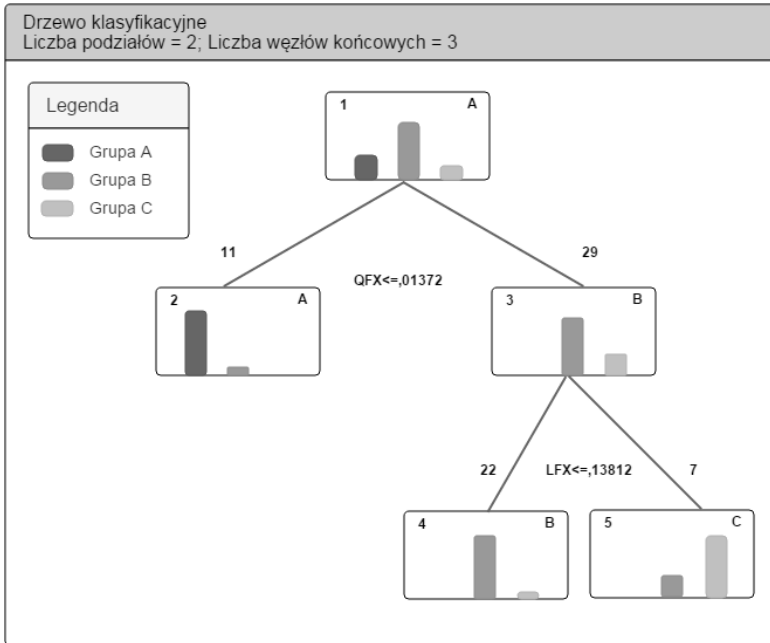 Drzewo klasyfikacyjne
Liczba podziałów = 2; Liczba węzłów końcowych = 3
Legenda
Grupa A
Grupa B
Grupa C
1 A
11
29
QFX<=,01372
2 A
3 B
22
LFX<=,13812
7
4 B
5 C